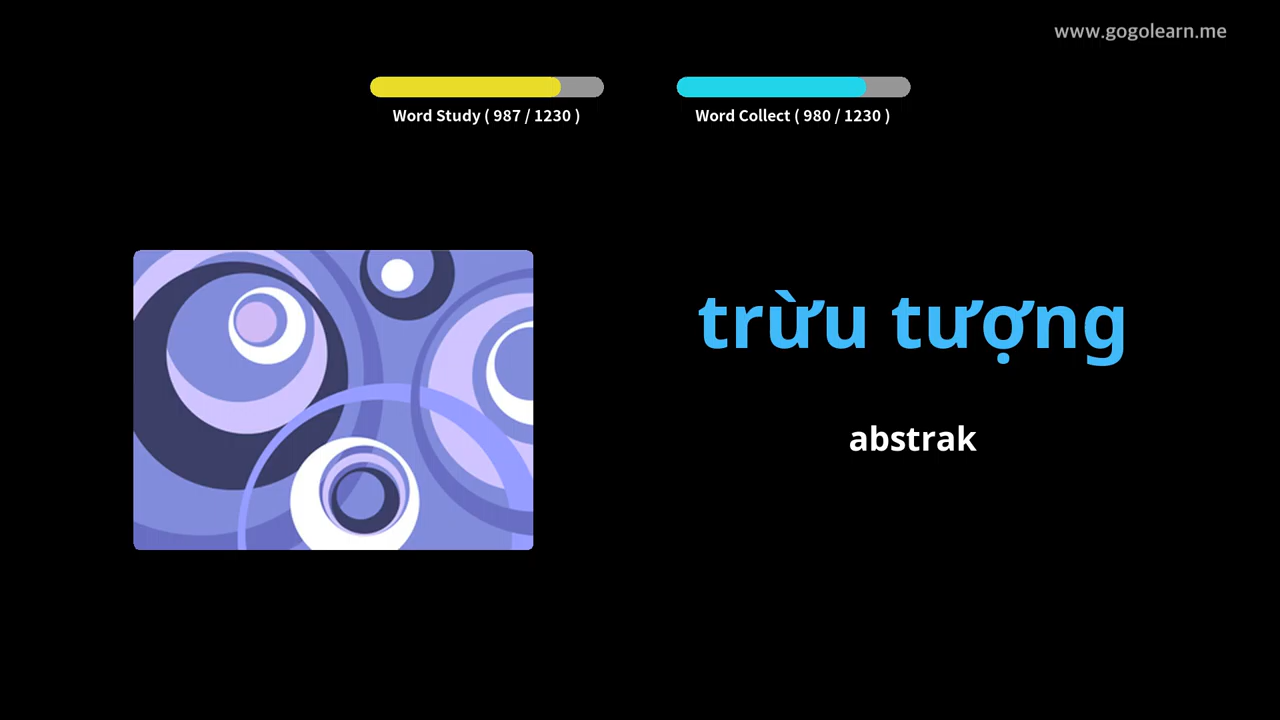 www.gogolearn.me
Word Study ( 987 / 1230 )
Word Collect ( 980 / 1230 )
trừu tượng
abstrak